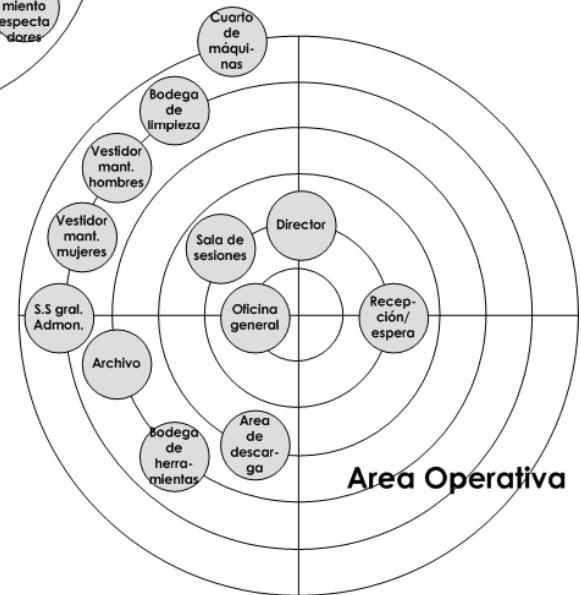 miento
especta
dores
Cuarto
de
máqui-
nas
Bodega
de
limpieza
Vestidor
mant.
hombres
Vestidor
mant.
mujeres
Sala de
sesiones
Director
S.S gral.
Admon.
Oficina
general
Recep-
ción/
espera
Archivo
Bodega
de
herra-
mientas
Area
de
descar-
ga
Area Operativa